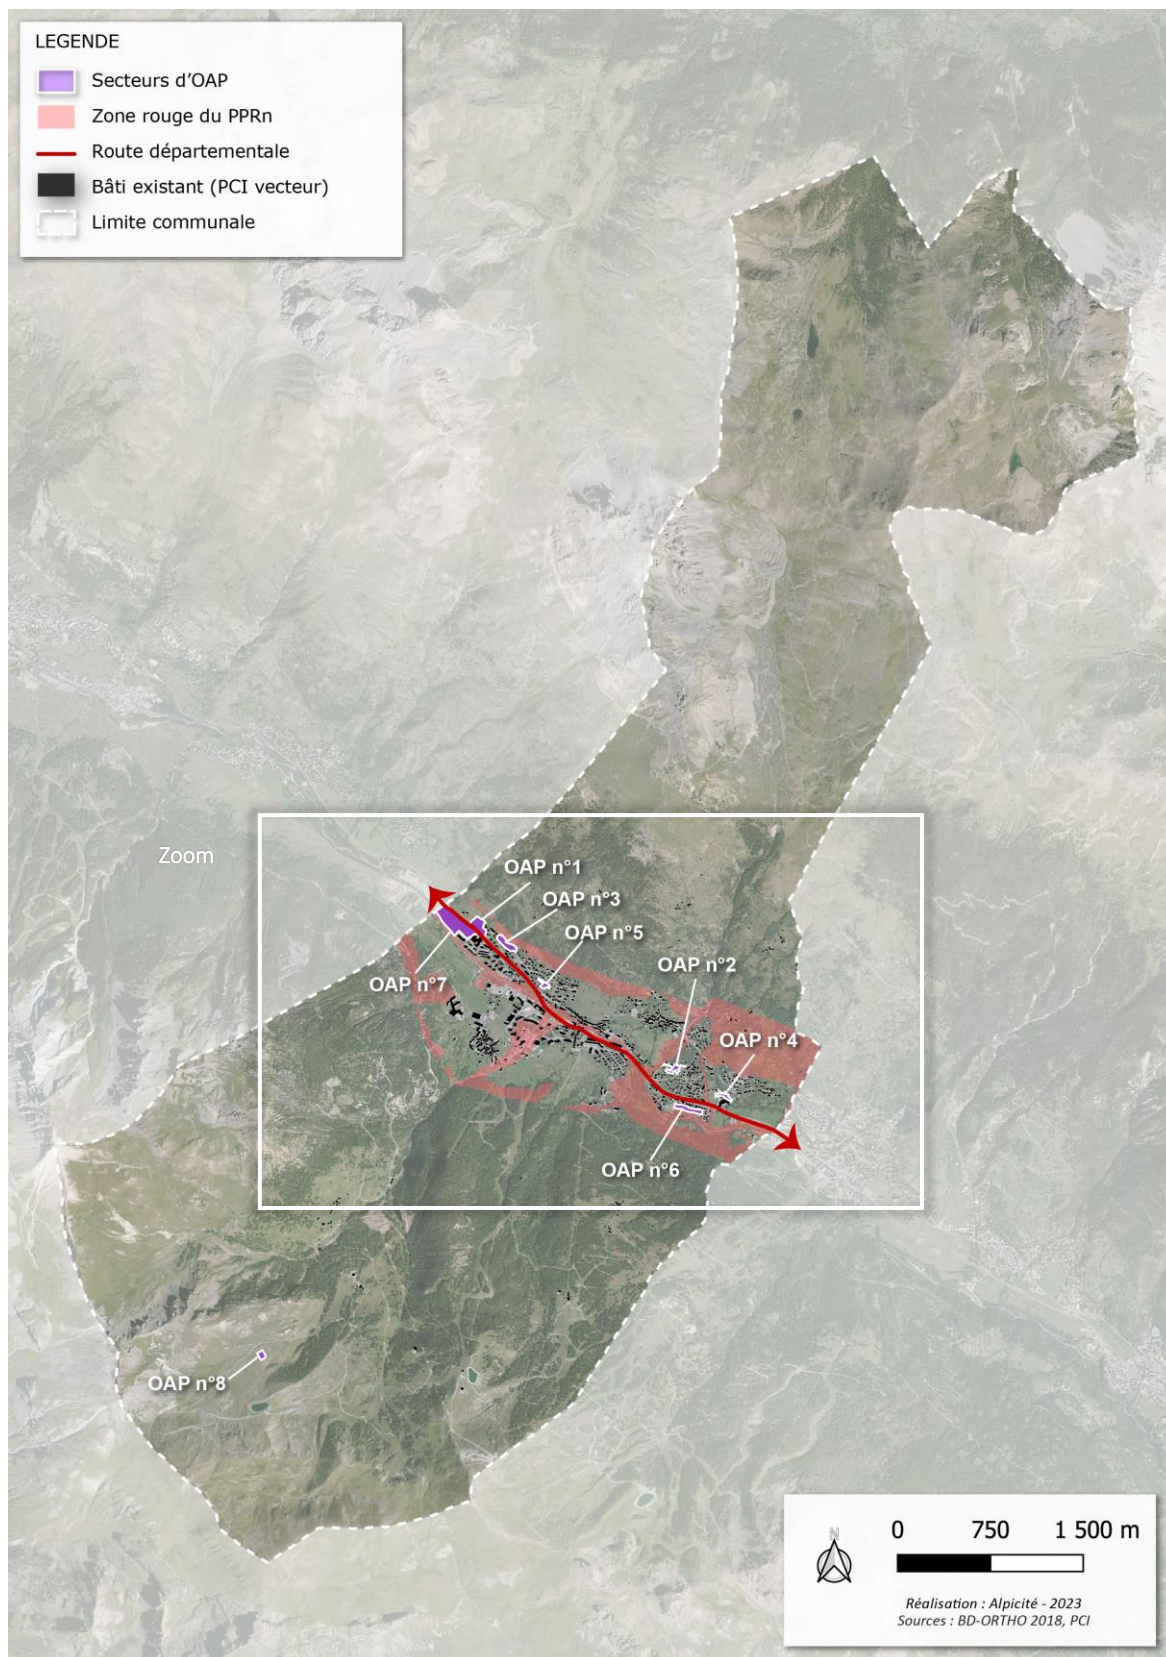 LEGENDE
Secteurs d'OAP
Zone rouge du PPRn
Route départementale
Bâti existant (PCI vecteur)
Limite communale
Zoom
OAP n°1
OAP n°3
OAP n°5
OAP n°2
OAP n°7
OAP n°4
OAP n°6
OAP n°8
N
0 750 1 500 m
Réalisation : Alpicité - 2023
Sources : BD-ORTHO 2018, PCI